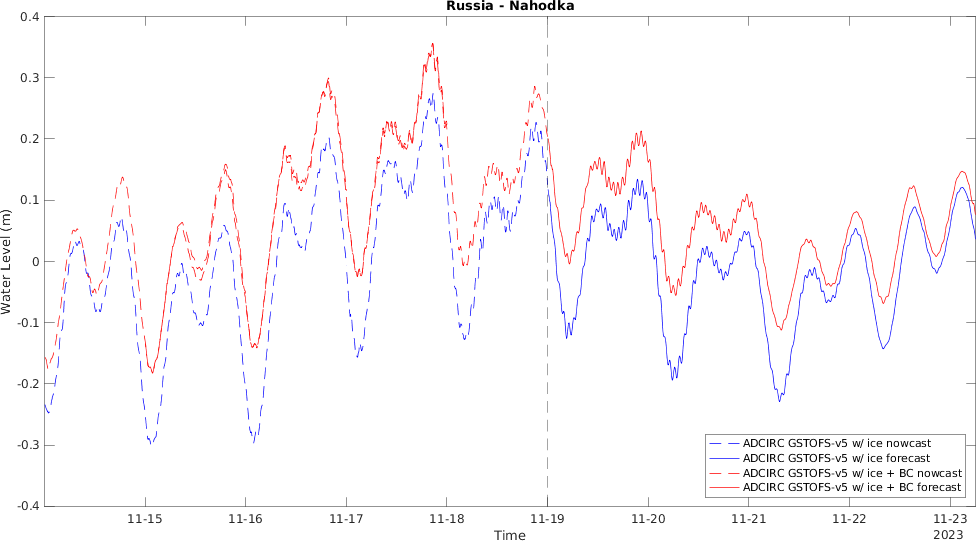 Russia - Nahodka
0.4
0.3
0.2
0.1
0
-0.1
-0.2
-0.3
-0.4
Water Level (m)
11-15
11-16
11-17
11-18
11-19
11-20
11-21
11-22
11-23
2023
Time
ADCIRC GSTOFS-v5 w/ ice nowcast
ADCIRC GSTOFS-v5 w/ ice forecast
ADCIRC GSTOFS-v5 w/ ice + BC nowcast
ADCIRC GSTOFS-v5 w/ ice + BC forecast